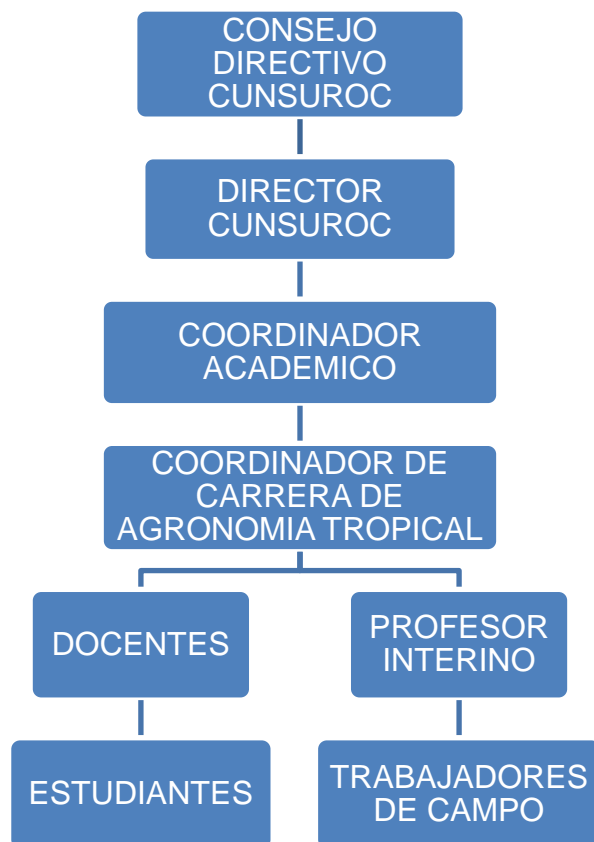 CONSEJO
DIRECTIVO
CUNSUROC
DIRECTOR
CUNSUROC
COORDINADOR
ACADEMICO
COORDINADOR DE
CARRERA DE
AGRONOMIA TROPICAL
DOCENTES
PROFESOR
INTERINO
ESTUDIANTES
TRABAJADORES
DE CAMPO